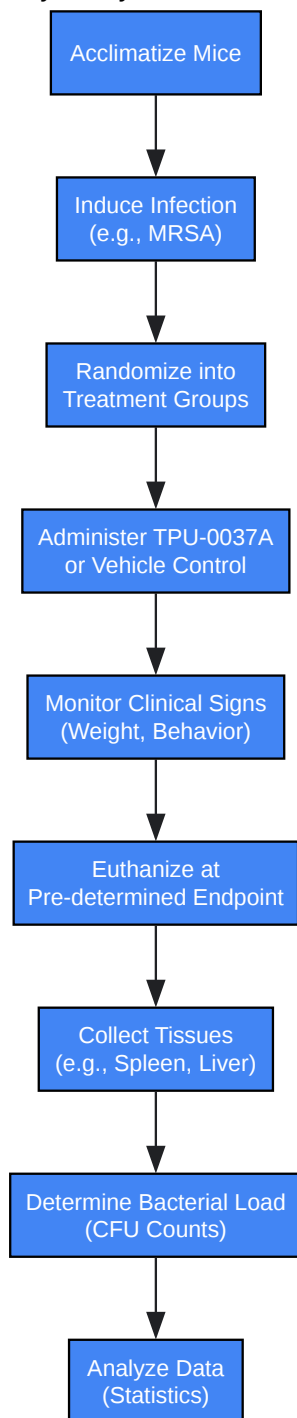 Acclimatize Mice
Induce Infection
(e.g., MRSA)
Randomize into
Treatment Groups
Administer TPU-0037A
or Vehicle Control
Monitor Clinical Signs
(Weight, Behavior)
Euthanize at
Pre-determined Endpoint
Collect Tissues
(e.g., Spleen, Liver)
Determine Bacterial Load
(CFU Counts)
Analyze Data
(Statistics)